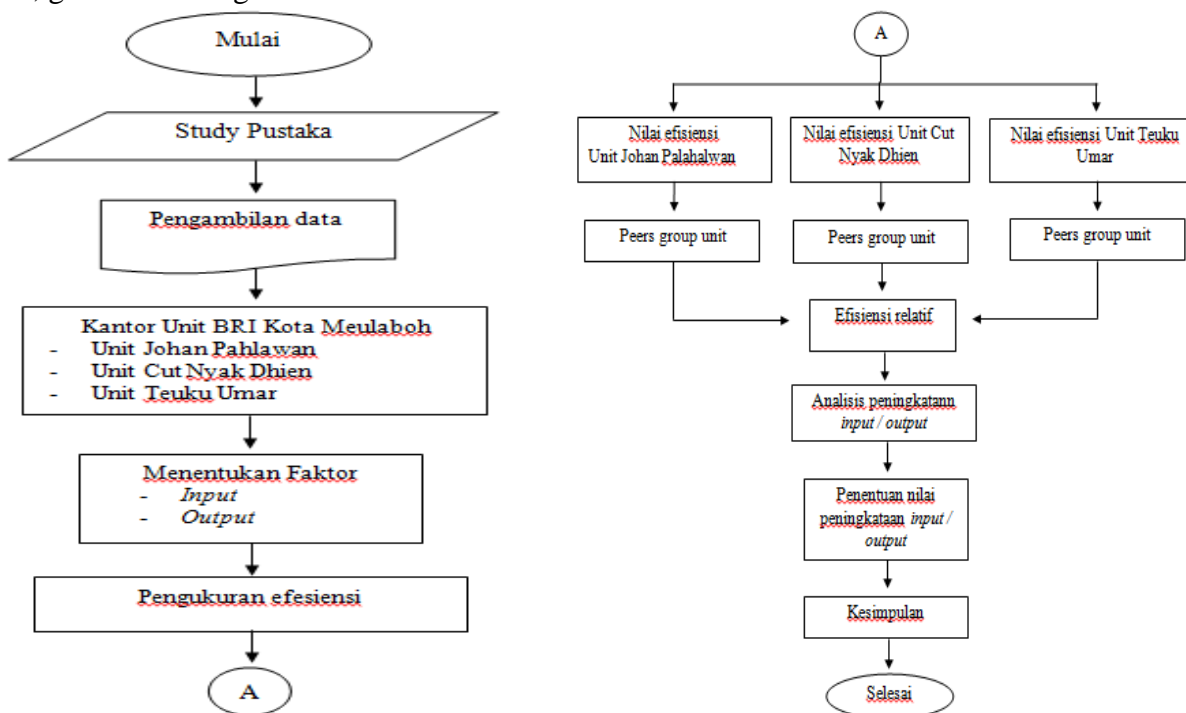 Mulai
Study Pustaka
Pengambilan data
Kantor Unit BRI Kota Meulaboh
- Unit Johan Pahlawan
- Unit Cut Nyak Dhien
- Unit Teuku Umar
Menentukan Faktor
- Input
- Output
Pengukuran efesiensi
A
A
Nilai efisiensi
Unit Johan Palahalwan
Nilai efisiensi Unit Cut
Nyak Dhien
Nilai efisiensi Unit Teuku
Umar
Peers group unit
Peers group unit
Peers group unit
Efisiensi relatif
Analisis peningkatann
input / output
Penentuan nilai
peningkataan input /
output
Kesimpulan
Selesai